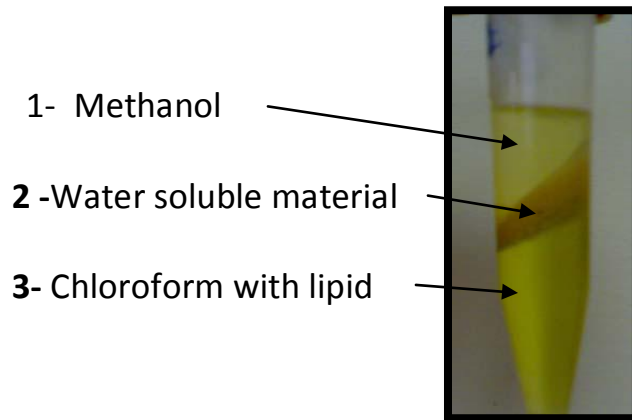 1- Methanol
2 -Water soluble material
3- Chloroform with lipid